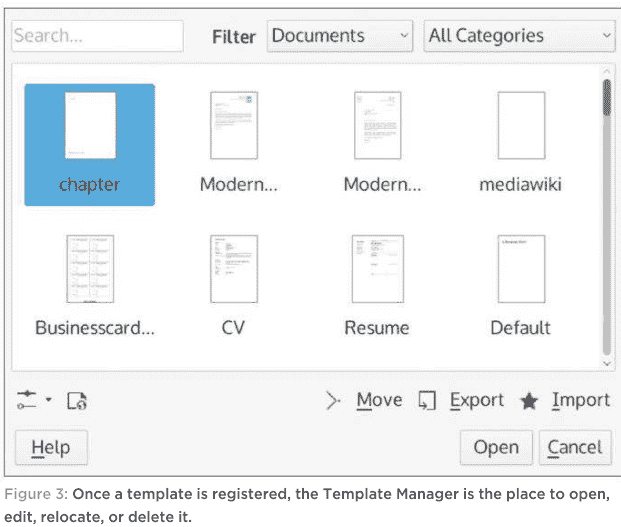 Search...
Filter Documents All Categories
chapter Modern... Modern... mediawiki
Businesscard... CV Resume Default
Move Export Import
Help Open Cancel
Figure 3: Once a template is registered, the Template Manager is the place to open,
edit, relocate, or delete it.